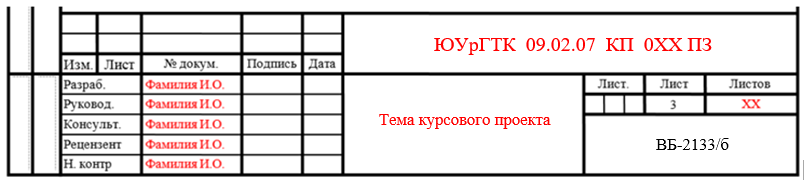 ЮУрГТК 09.02.07 КП 0ХХ ПЗ
Изм. Лист № докум. Подпись Дата
Разраб. Фамилия И.О. Лист. Лист Листов
Руковод. Фамилия И.О. 3 ХХ
Консульт. Фамилия И.О. Тема курсового проекта
Рецензент Фамилия И.О. ВБ-2133/б
Н. контр Фамилия И.О.